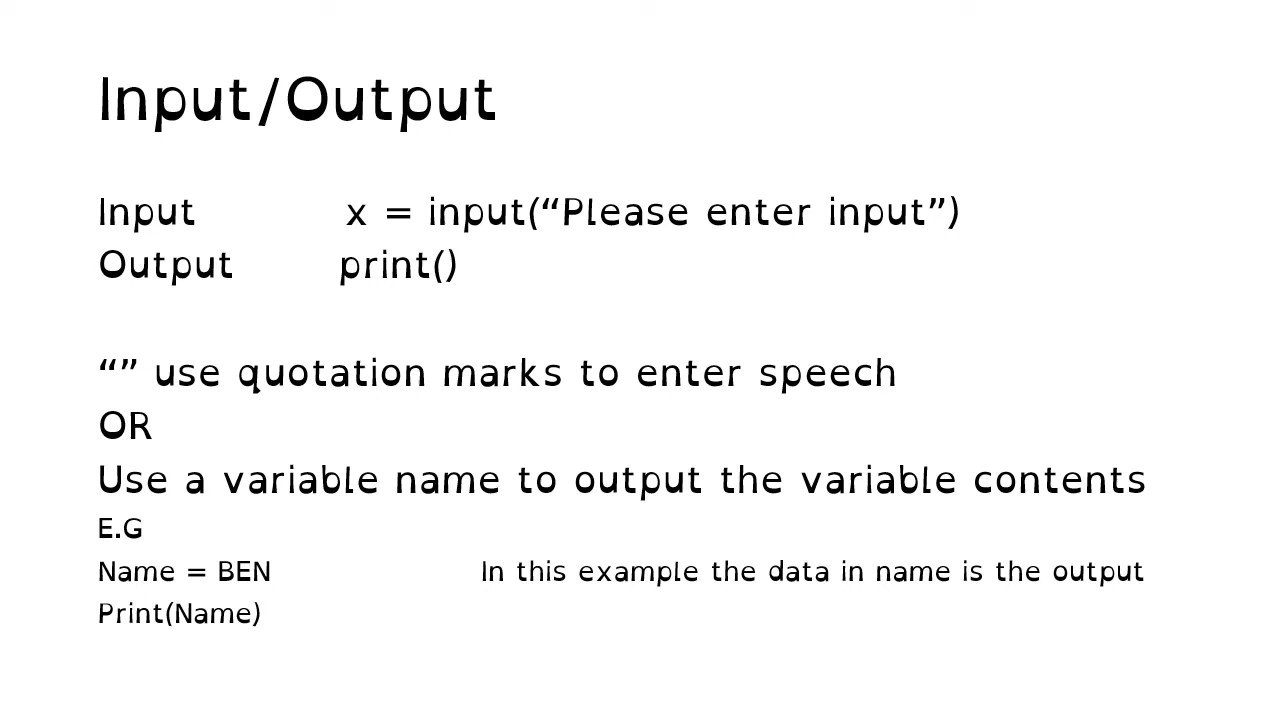 Input/Output
Input x = input(“Please enter input”)
Output print()
“” use quotation marks to enter speech
OR
Use a variable name to output the variable contents
E.G
Name = BEN In this example the data in name is the output
Print(Name)